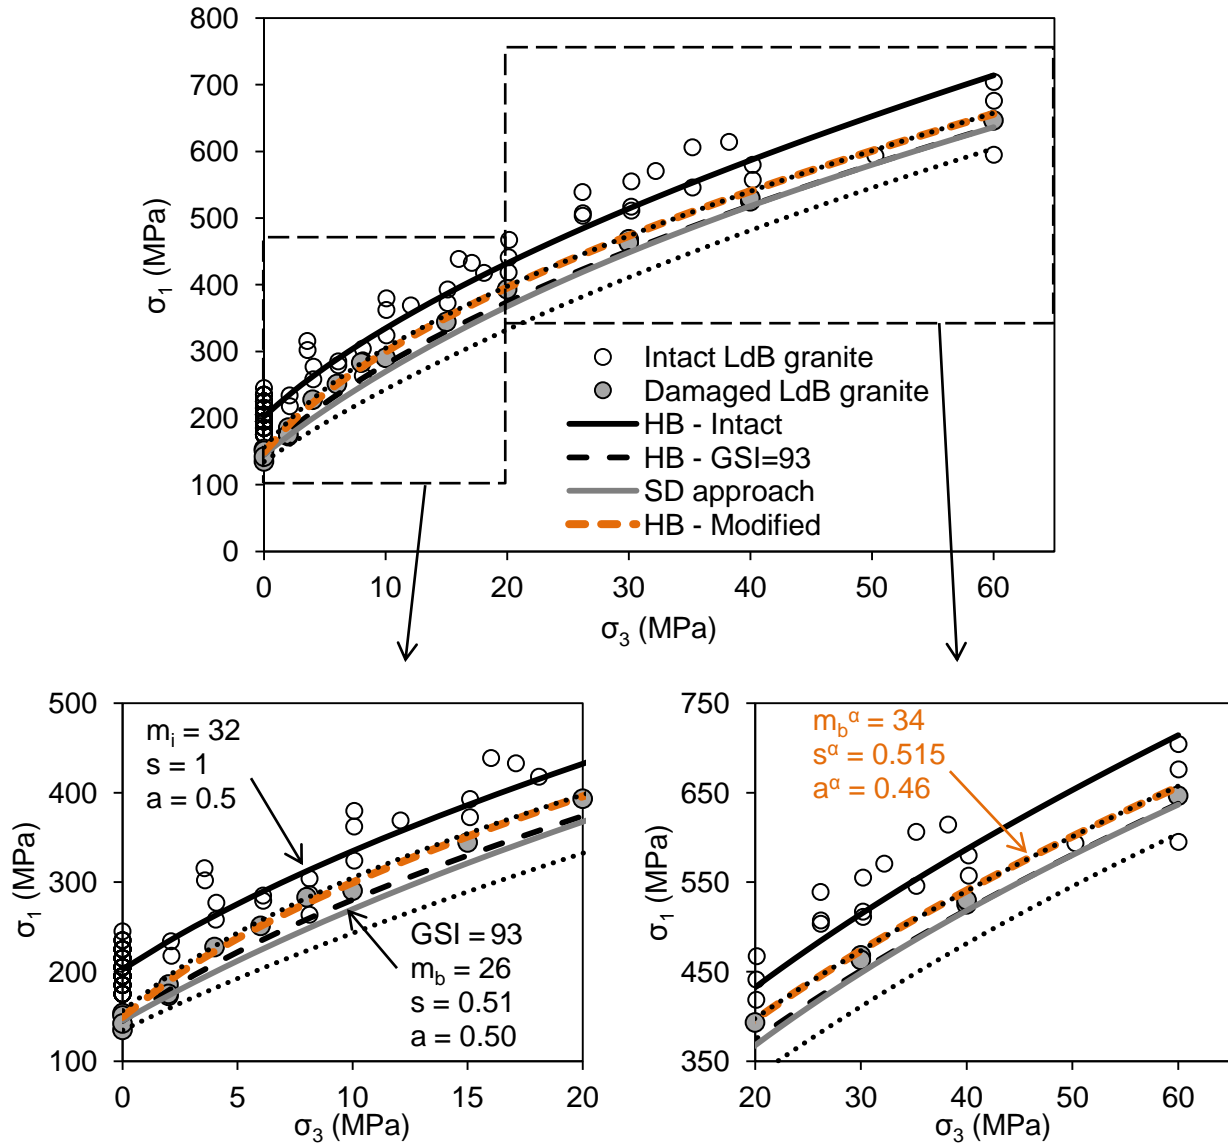 800
700
600
500
400
300
200
100
0
σ₁ (MPa)
0 10 20 30 40 50 60
σ₃ (MPa)
Intact LdB granite
Damaged LdB granite
HB - Intact
HB - GSI=93
SD approach
HB - Modified
500
400
300
200
100
σ₁ (MPa)
0 5 10 15 20
σ₃ (MPa)
mᵢ = 32
s = 1
a = 0.5
GSI = 93
m_b = 26
s = 0.51
a = 0.50
750
650
550
450
350
σ₁ (MPa)
20 30 40 50 60
σ₃ (MPa)
m_b^α = 34
s^α = 0.515
a^α = 0.46